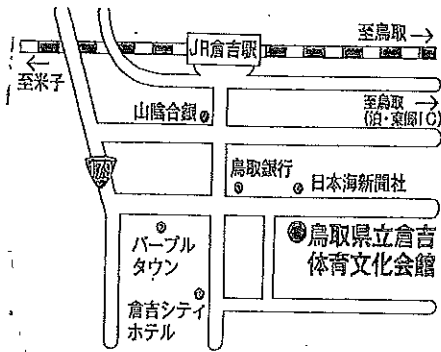 至鳥取
JR倉吉駅
至米子
至鳥取
(泊・東郷IC)
山陰合銀
179
鳥取銀行
日本海新聞社
パープル
タウン
鳥取県立倉吉
体育文化会館
倉吉シティ
ホテル